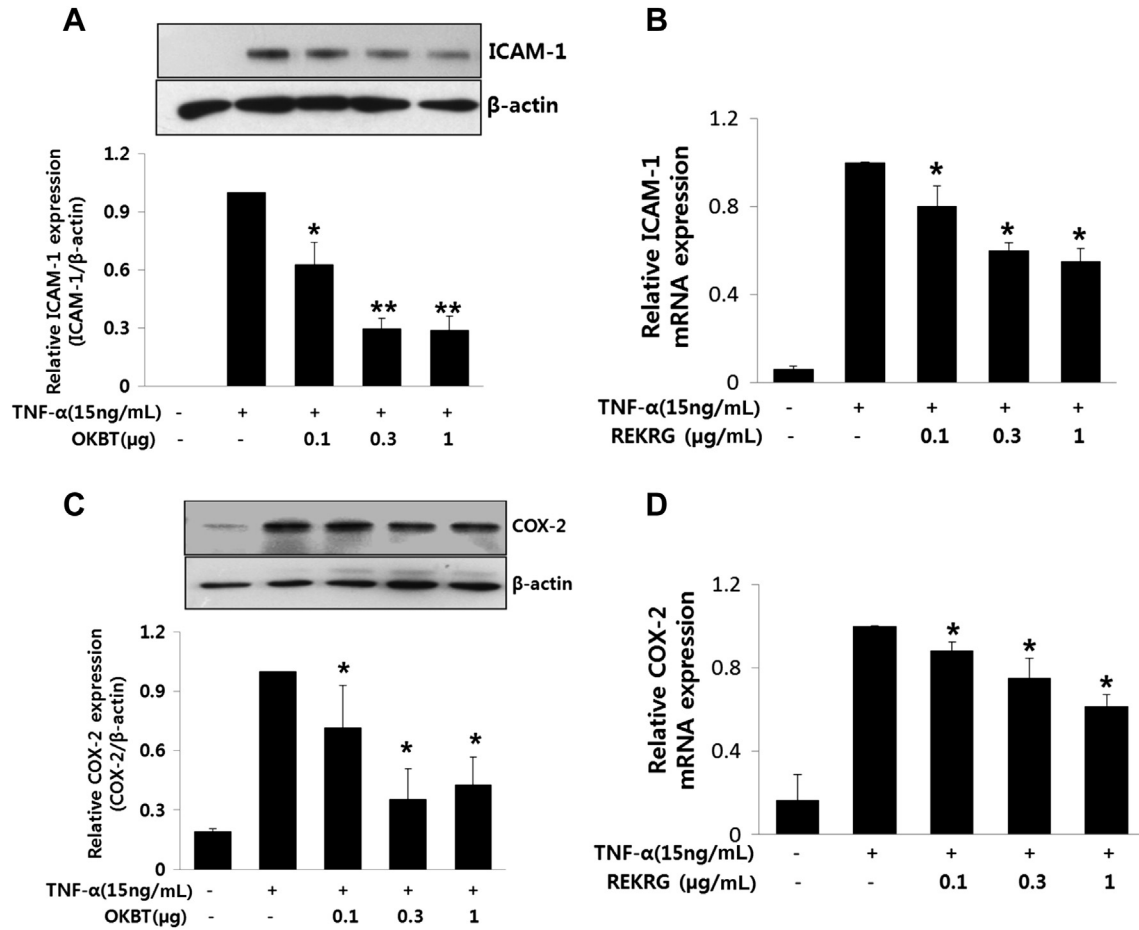 A
ICAM-1
β-actin
Relative ICAM-1 expression
(ICAM-1/β-actin)
1.2
0.9
0.6
0.3
0
*
**
**
TNF-α(15ng/mL) - + + + +
OKBT(µg) - - 0.1 0.3 1
B
Relative ICAM-1
mRNA expression
1.2
0.8
0.4
0
*
*
*
TNF-α(15ng/mL) - + + + +
REKRG (µg/mL) - - 0.1 0.3 1
C
COX-2
β-actin
Relative COX-2 expression
(COX-2/β-actin)
1.2
0.9
0.6
0.3
0
*
*
*
TNF-α(15ng/mL) - + + + +
OKBT(µg) - - 0.1 0.3 1
D
Relative COX-2
mRNA expression
1.2
0.8
0.4
0
*
*
*
TNF-α(15ng/mL) - + + + +
REKRG (µg/mL) - - 0.1 0.3 1